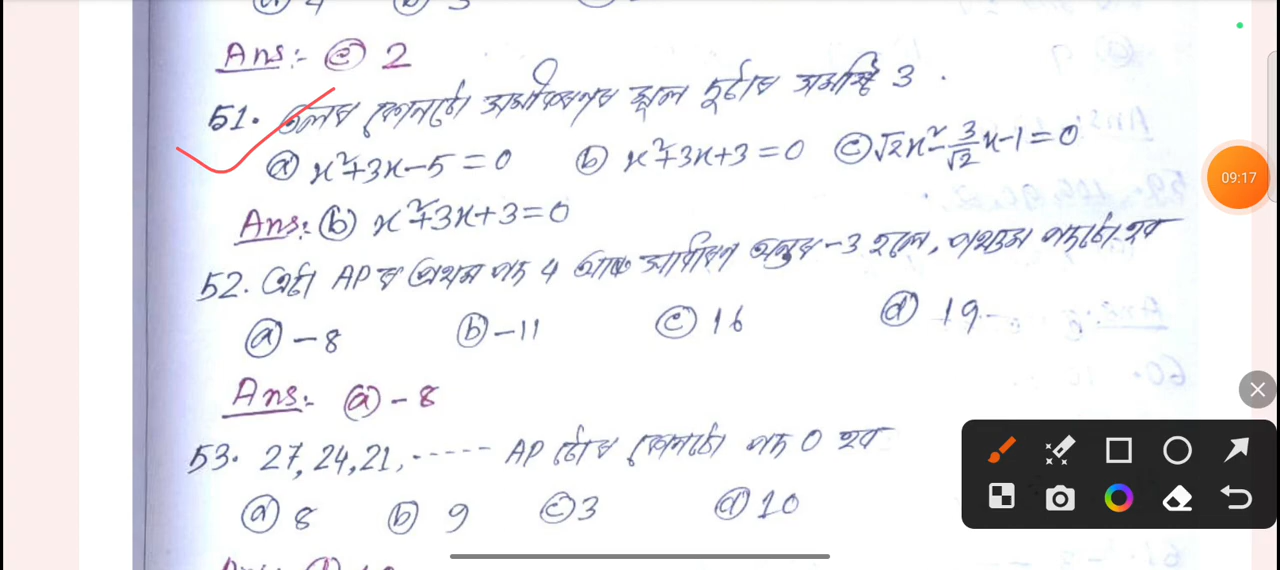 Ans:- ⓒ 2
51. তলৰ কোনটো সমীকৰণৰ মূল দুটাৰ সমষ্টি 3 .
ⓐ x²+3x-5=0 ⓑ x²+3x+3=0 ⓒ √2x²-3/√2x-1=0
Ans: ⓑ x²+3x+3=0
52. এটা AP ৰ প্ৰথম পদ 4 আৰু সাধাৰণ অন্তৰ -3 হলে, পঞ্চম পদটো হব
ⓐ -8 ⓑ -11 ⓒ 16 ⓓ 19
Ans:- ⓐ -8
53. 27, 24, 21, ----- AP টোৰ কোনটো পদ 0 হব
ⓐ 8 ⓑ 9 ⓒ 3 ⓓ 10
09:17